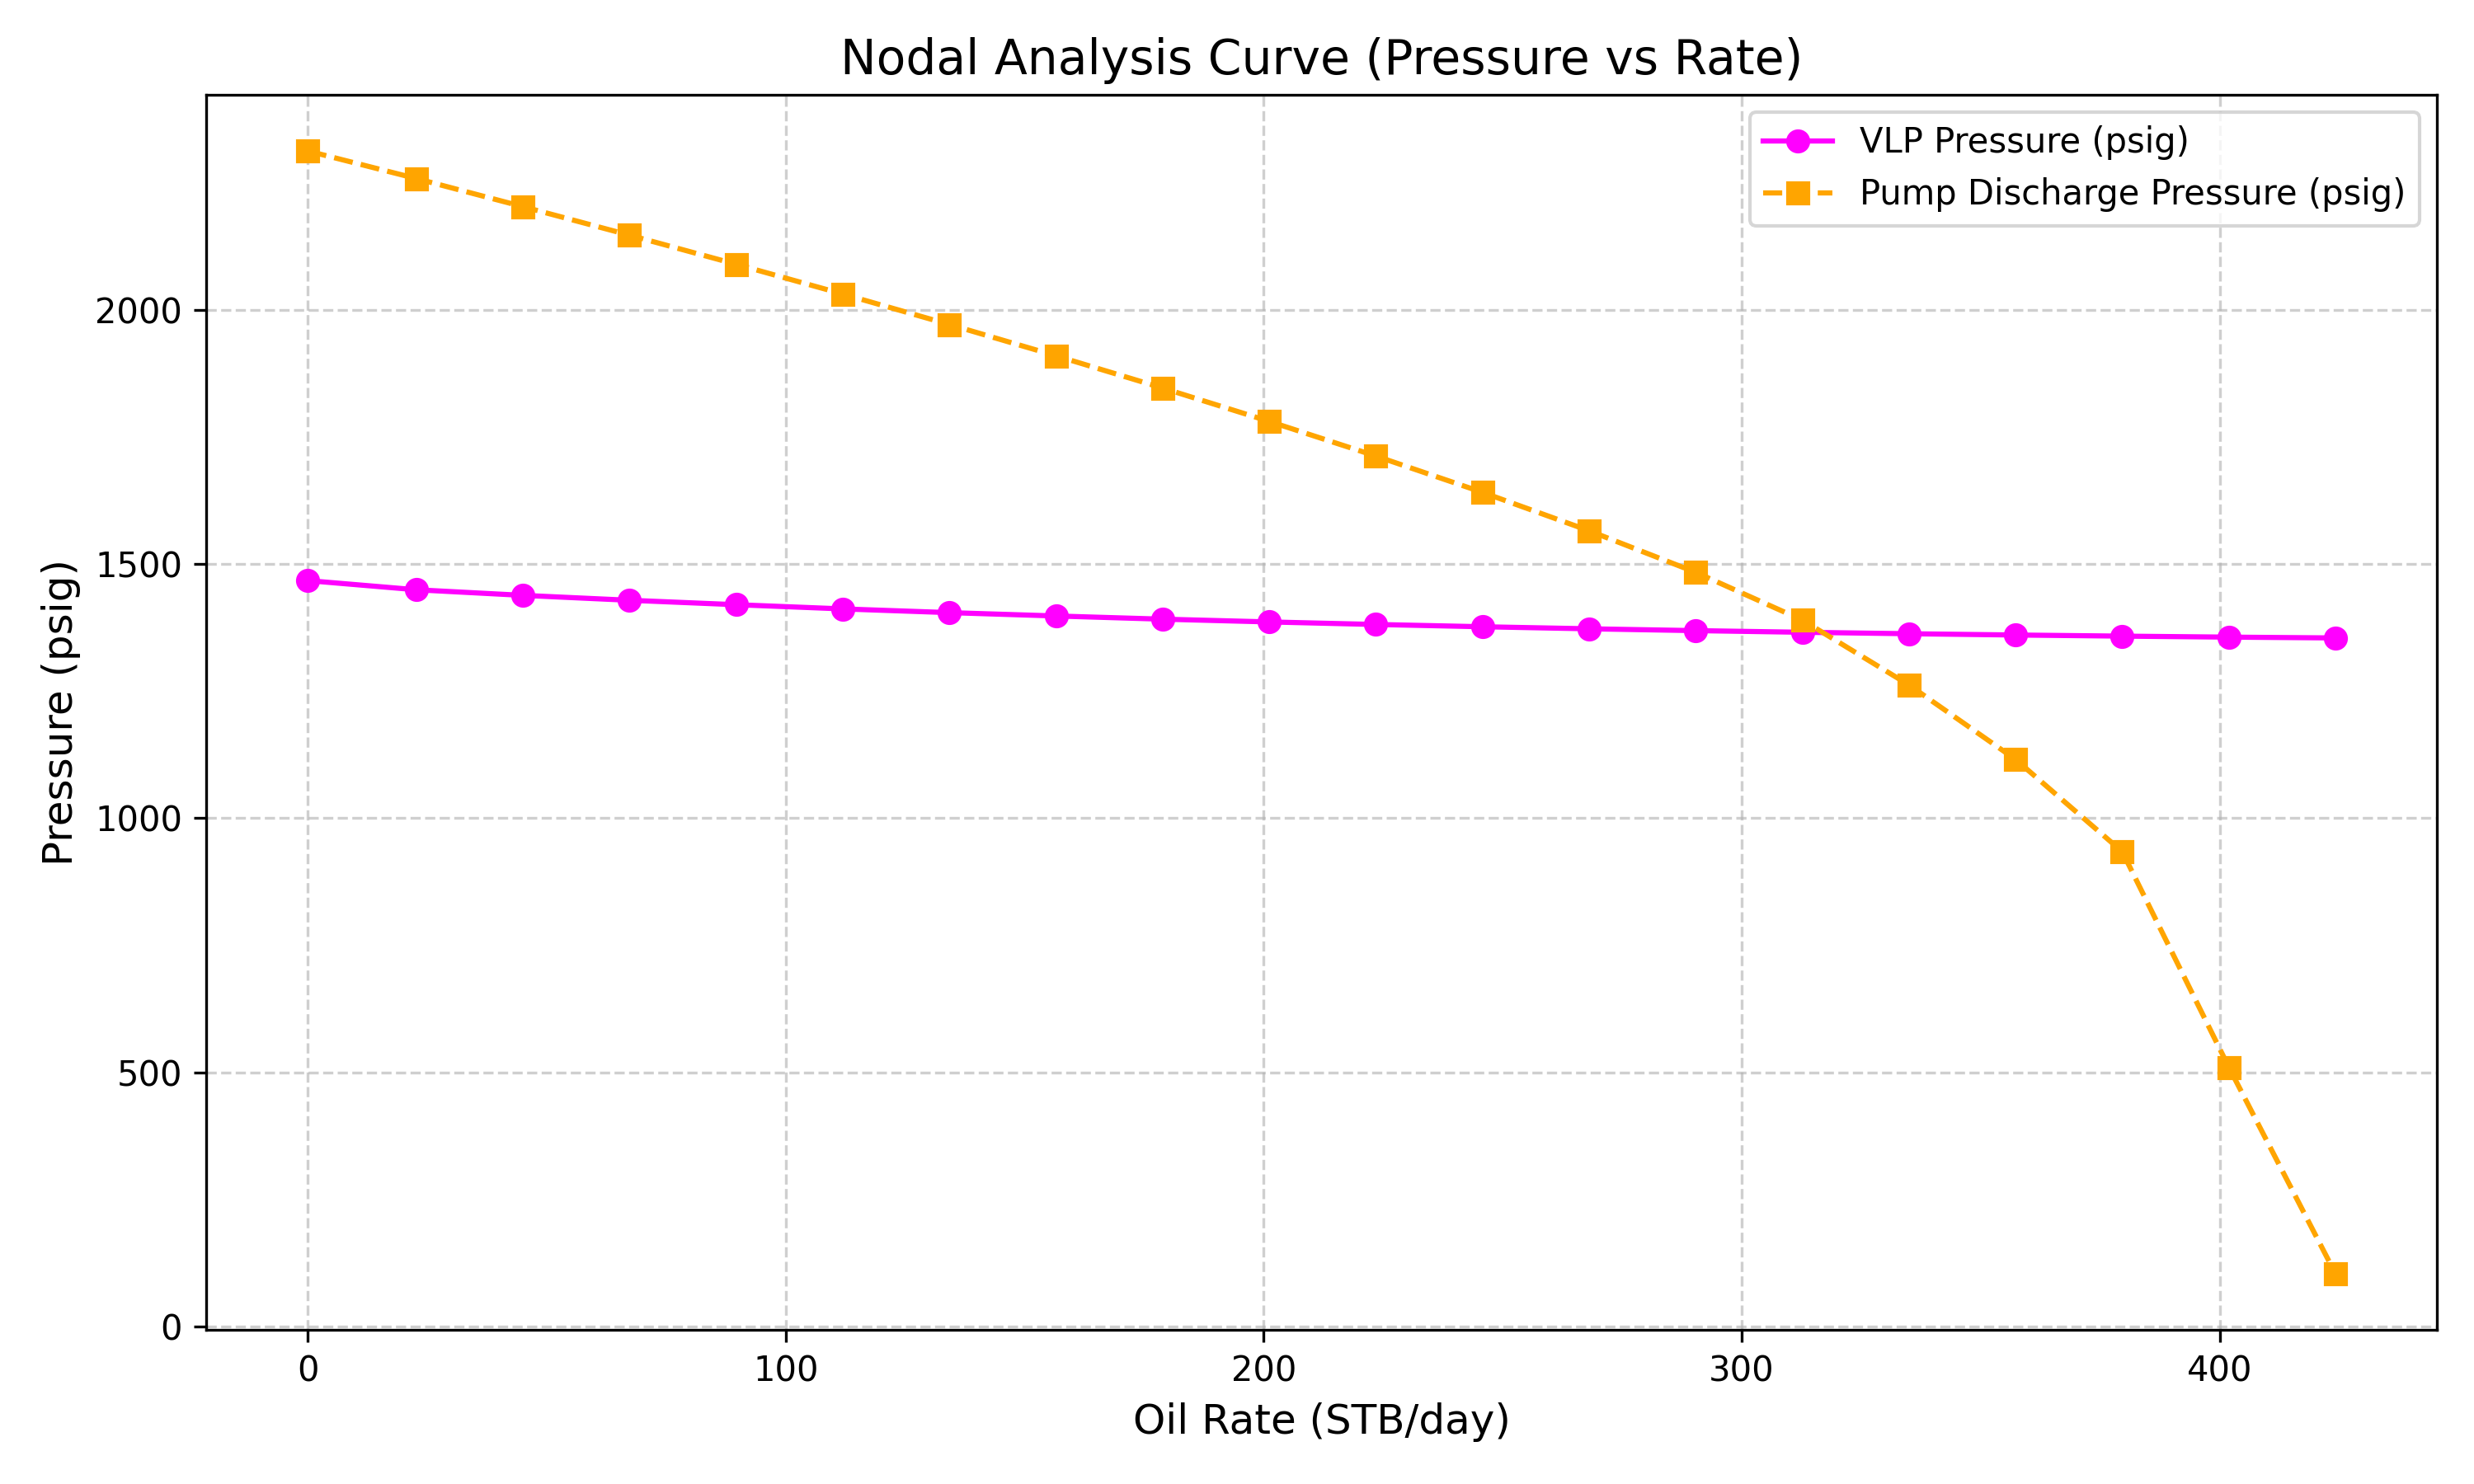 Nodal Analysis Curve (Pressure vs Rate)
VLP Pressure (psig)
Pump Discharge Pressure (psig)
Pressure (psig)
2000
1500
1000
500
0
0 100 200 300 400
Oil Rate (STB/day)